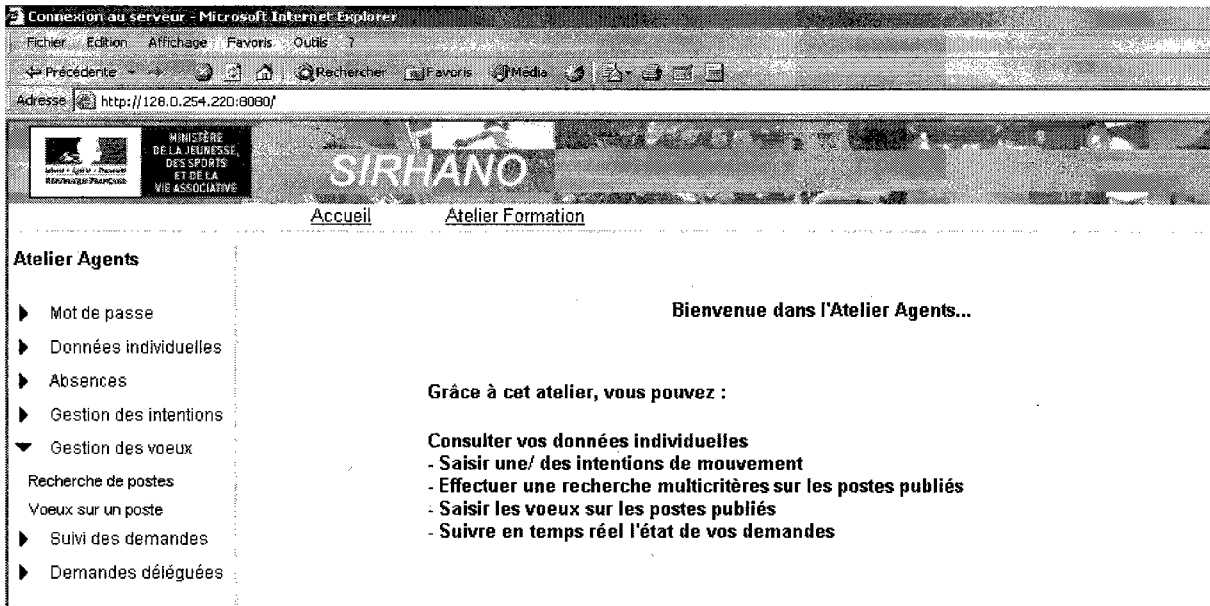 Connexion au serveur - Microsoft Internet Explorer
Fichier Edition Affichage Favoris Outils ?
Précédente Rechercher Favoris Média
Adresse http://128.0.254.220:8080/
MINISTÈRE
DE LA JEUNESSE,
DES SPORTS
ET DE LA
VIE ASSOCIATIVE
RÉPUBLIQUE FRANÇAISE
SIRHANO
Accueil Atelier Formation
Atelier Agents
Mot de passe
Données individuelles
Absences
Gestion des intentions
Gestion des voeux
Recherche de postes
Voeux sur un poste
Suivi des demandes
Demandes déléguées
Bienvenue dans l'Atelier Agents...
Grâce à cet atelier, vous pouvez :
Consulter vos données individuelles
- Saisir une/ des intentions de mouvement
- Effectuer une recherche multicritères sur les postes publiés
- Saisir les voeux sur les postes publiés
- Suivre en temps réel l'état de vos demandes